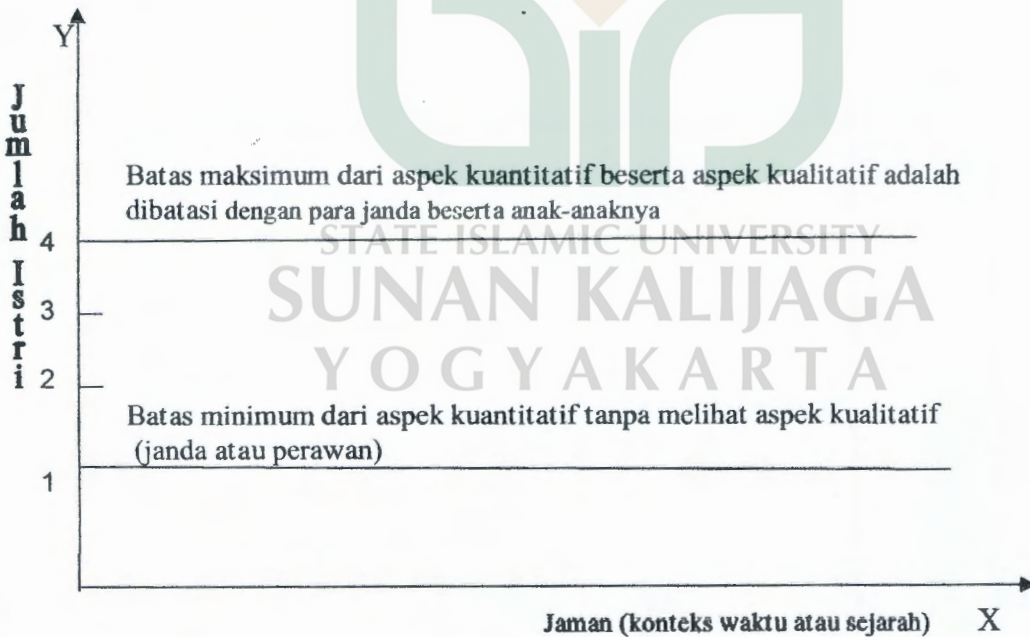 Y
Jumlah Istri
Batas maksimum dari aspek kuantitatif beserta aspek kualitatif adalah
dibatasi dengan para janda beserta anak-anaknya
4
STATE ISLAMIC UNIVERSITY
SUNAN KALIJAGA
3
YOGYAKARTA
2
Batas minimum dari aspek kuantitatif tanpa melihat aspek kualitatif
(janda atau perawan)
1
Jaman (konteks waktu atau sejarah) X